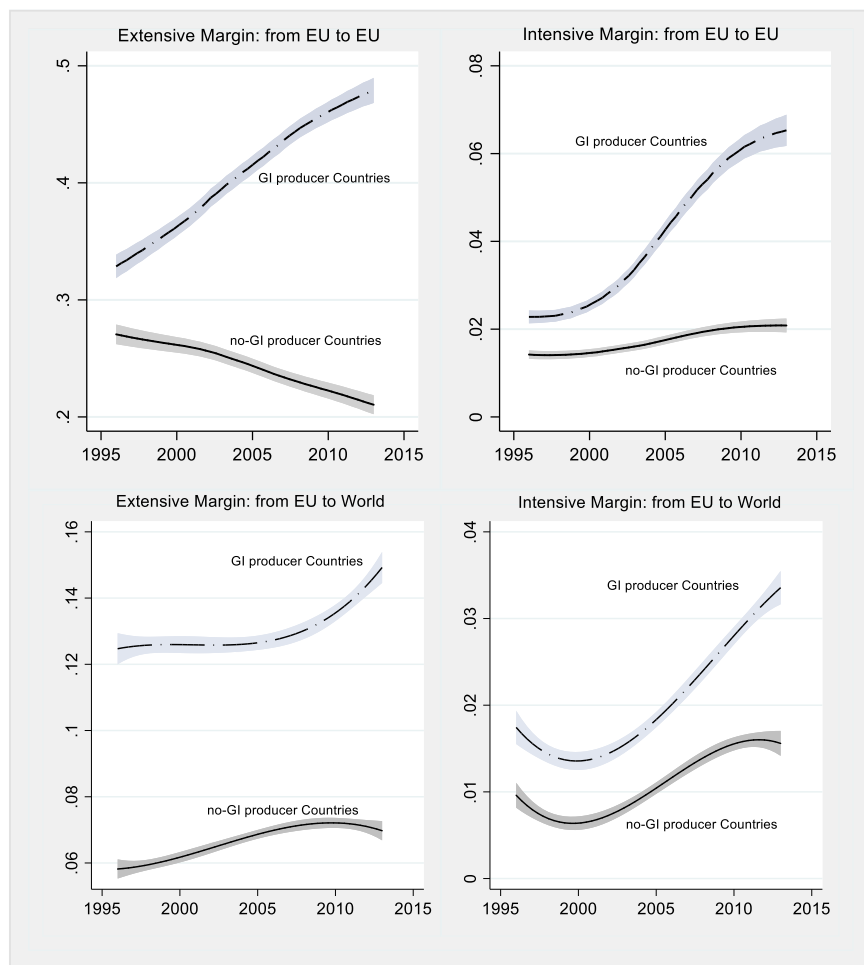 Extensive Margin: from EU to EU
.5
.4
.3
.2
GI producer Countries
no-GI producer Countries
1995 2000 2005 2010 2015
Intensive Margin: from EU to EU
.08
.06
.04
.02
0
GI producer Countries
no-GI producer Countries
1995 2000 2005 2010 2015
Extensive Margin: from EU to World
.16
.14
.12
.1
.08
.06
GI producer Countries
no-GI producer Countries
1995 2000 2005 2010 2015
Intensive Margin: from EU to World
.04
.03
.02
.01
0
GI producer Countries
no-GI producer Countries
1995 2000 2005 2010 2015